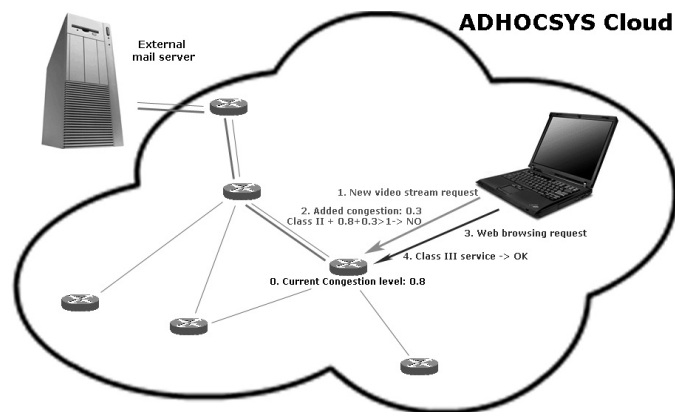 ADHOCSYS Cloud
External
mail server
1. New video stream request
2. Added congestion: 0.3
Class II + 0.8+0.3>1-> NO
3. Web browsing request
4. Class III service -> OK
0. Current Congestion level: 0.8